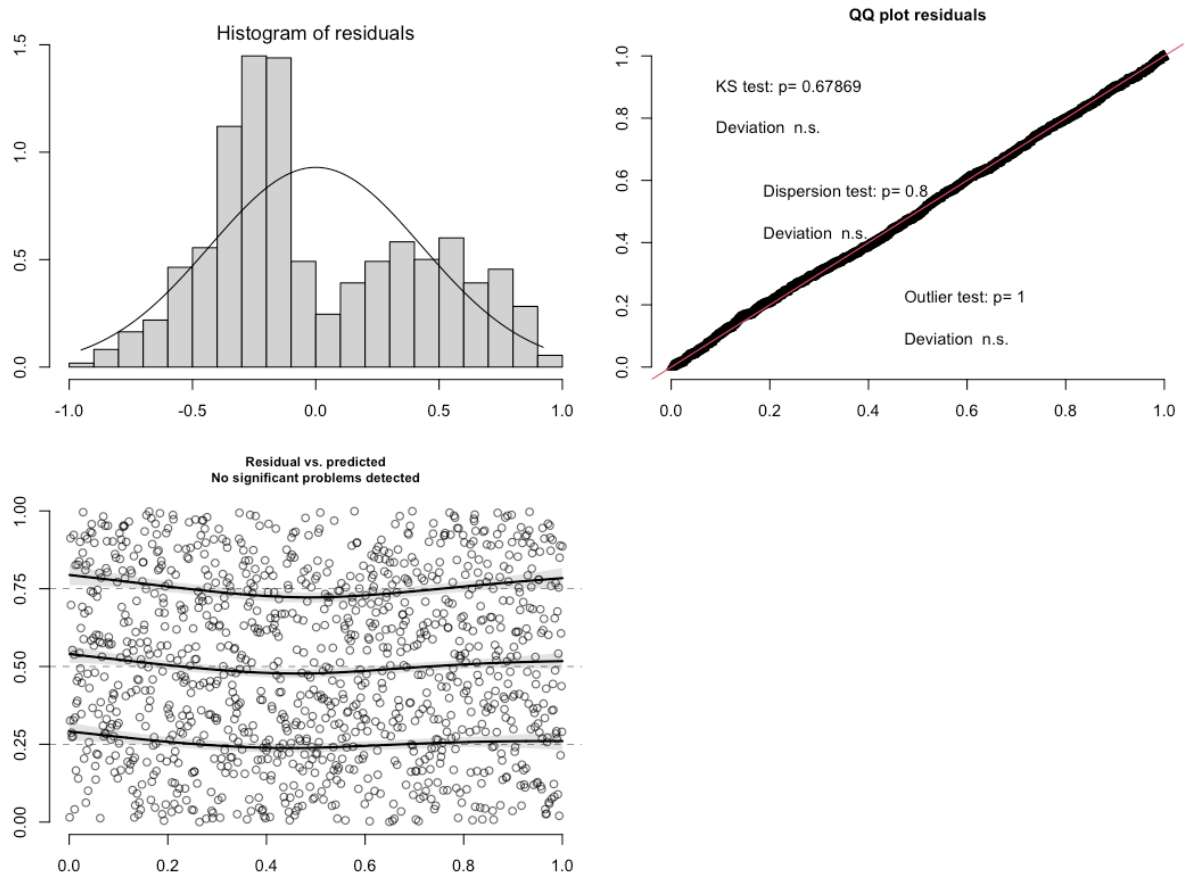 Histogram of residuals
1.5
1.0
0.5
0.0
-1.0 -0.5 0.0 0.5 1.0
QQ plot residuals
1.0
0.8
0.6
0.4
0.2
0.0
KS test: p= 0.67869
Deviation n.s.
Dispersion test: p= 0.8
Deviation n.s.
Outlier test: p= 1
Deviation n.s.
0.0 0.2 0.4 0.6 0.8 1.0
Residual vs. predicted
No significant problems detected
1.00
0.75
0.50
0.25
0.00
0.0 0.2 0.4 0.6 0.8 1.0